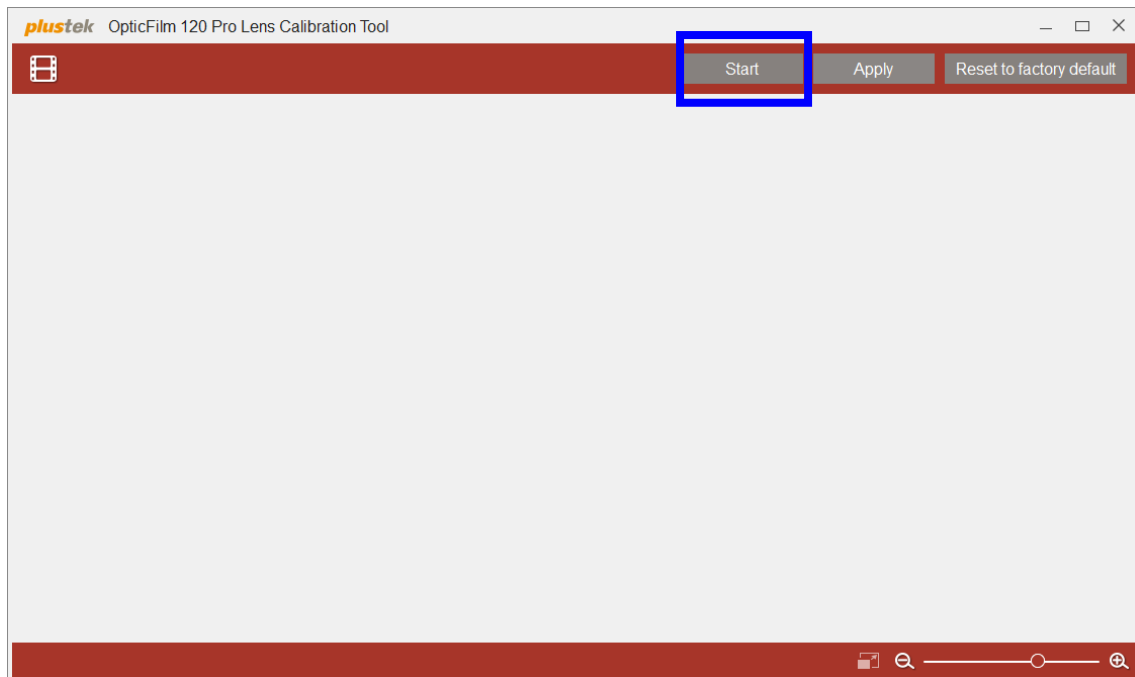 plustek OpticFilm 120 Pro Lens Calibration Tool
Start Apply Reset to factory default